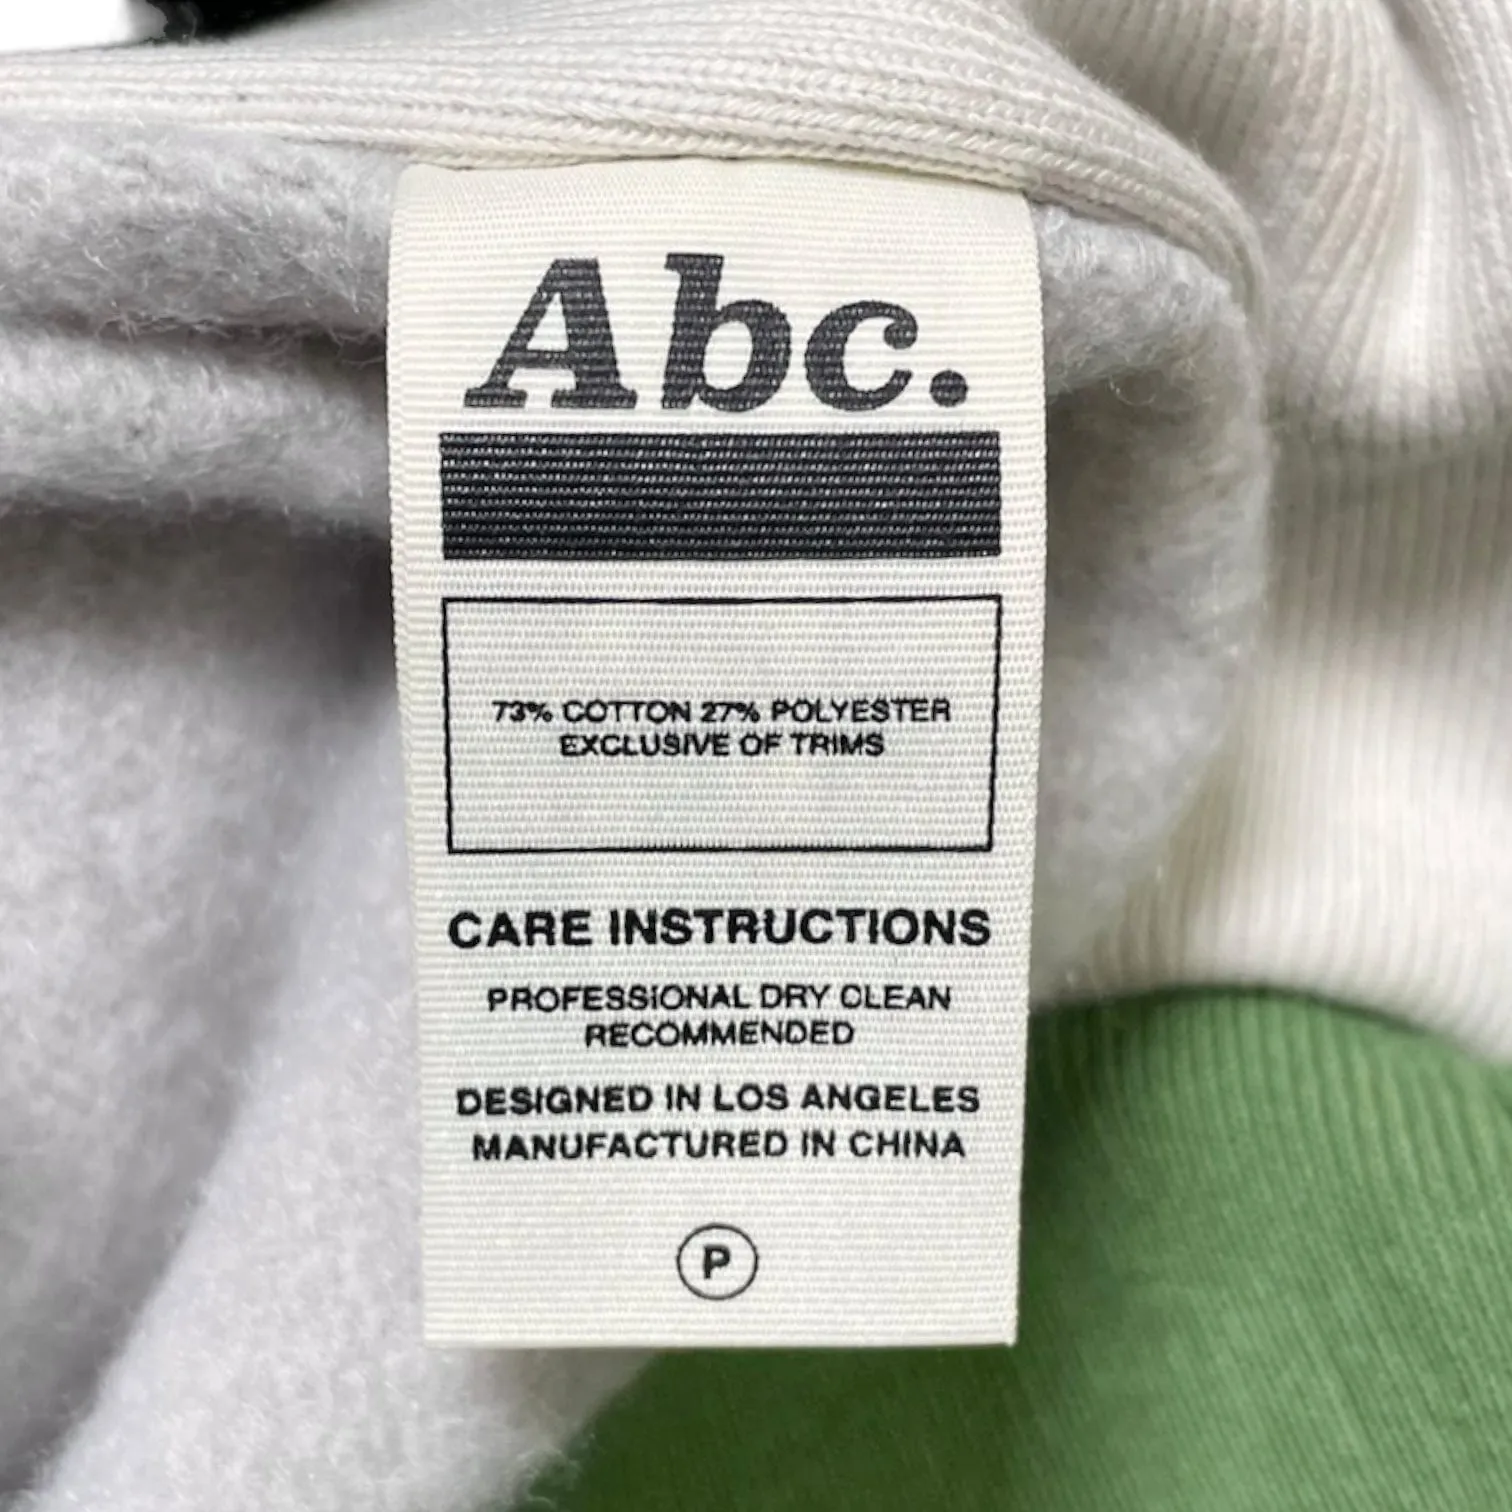 Abc.
73% COTTON 27% POLYESTER
EXCLUSIVE OF TRIMS
CARE INSTRUCTIONS
PROFESSIONAL DRY CLEAN
RECOMMENDED
DESIGNED IN LOS ANGELES
MANUFACTURED IN CHINA
P